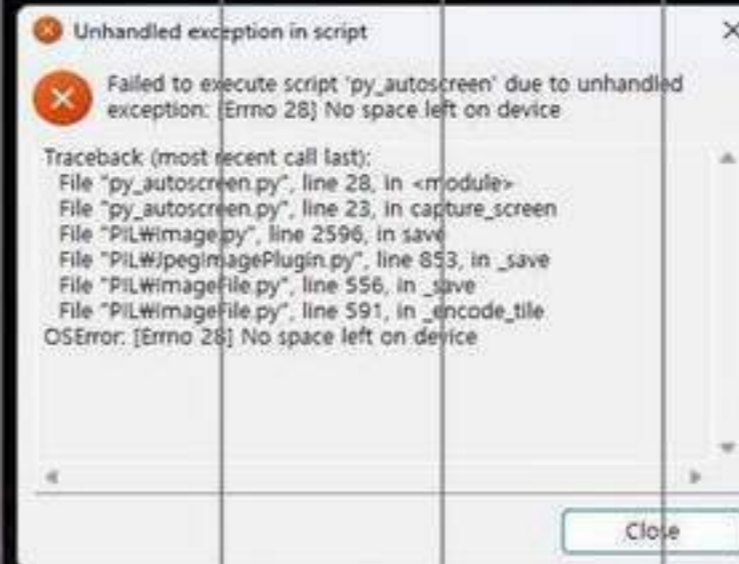 Unhandled exception in script
Failed to execute script 'py_autoscreen' due to unhandled
exception: [Errno 28] No space left on device
Traceback (most recent call last):
File "py_autoscreen.py", line 28, in <module>
File "py_autoscreen.py", line 23, in capture_screen
File "PIL₩Image.py", line 2596, in save
File "PIL₩JpegImagePlugin.py", line 853, in _save
File "PIL₩ImageFile.py", line 556, in _save
File "PIL₩ImageFile.py", line 591, in _encode_tile
OSError: [Errno 28] No space left on device
Close